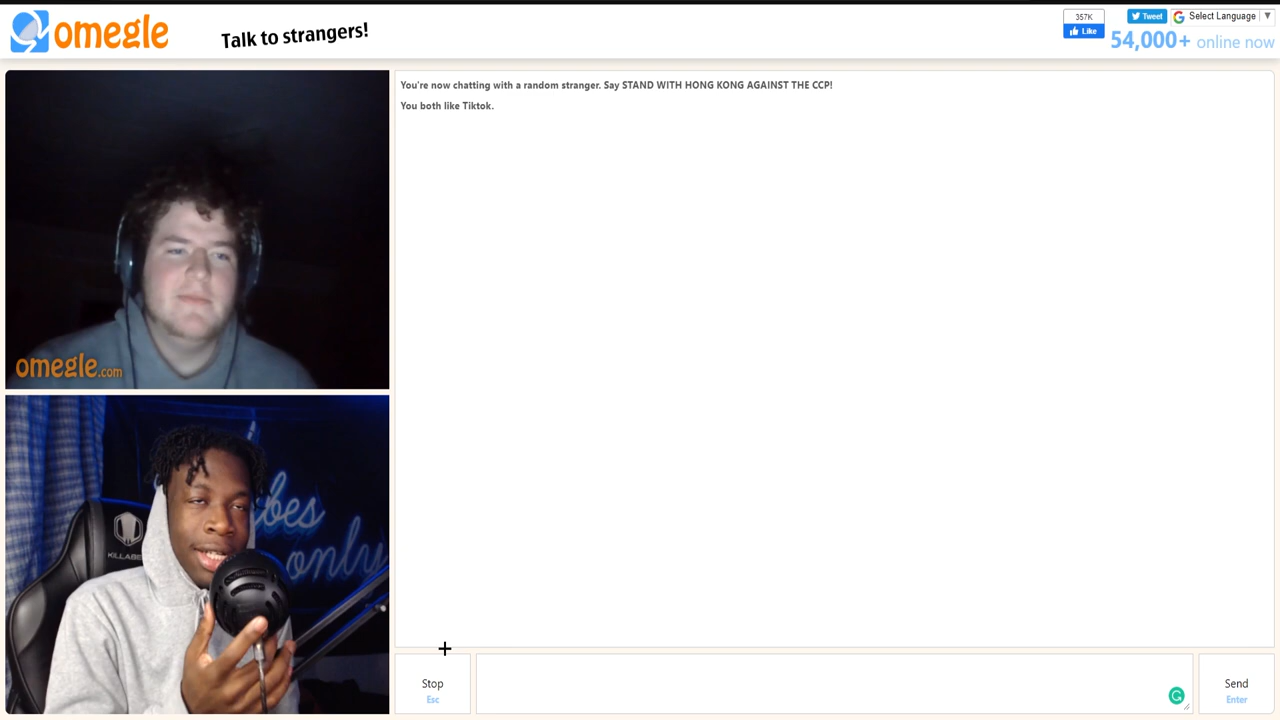 omegle
Talk to strangers!
357K
Like
Tweet
Select Language ▼
54,000+ online now
You're now chatting with a random stranger. Say STAND WITH HONG KONG AGAINST THE CCP!
You both like Tiktok.
omegle.com
only
Stop
Esc
Send
Enter